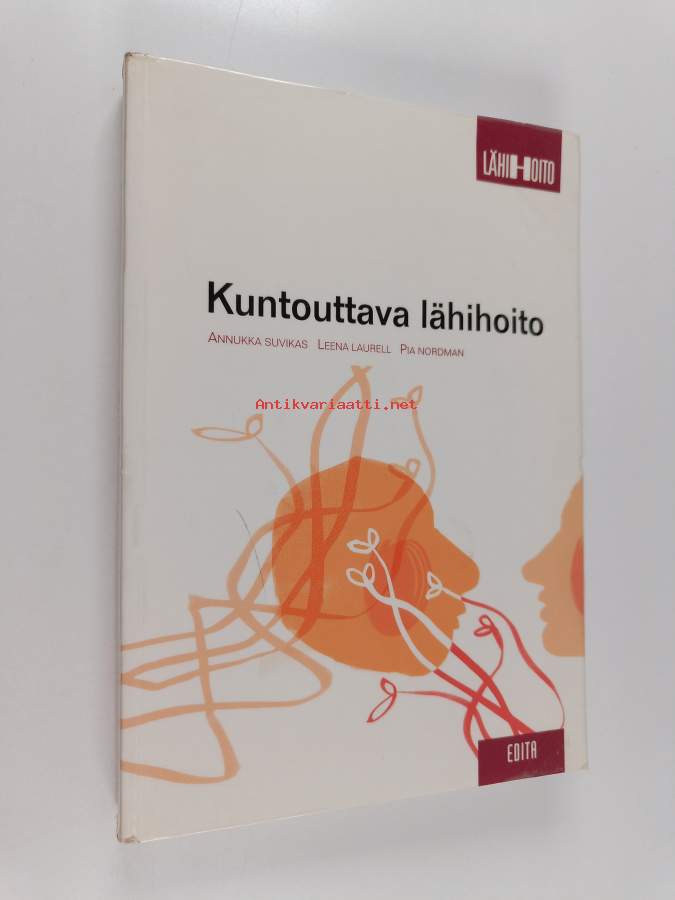 LÄHIHOITO
Kuntouttava lähihoito
ANNUKKA SUVIKAS LEENA LAURELL PIA NORDMAN
Antikvariaatti.net
EDITA